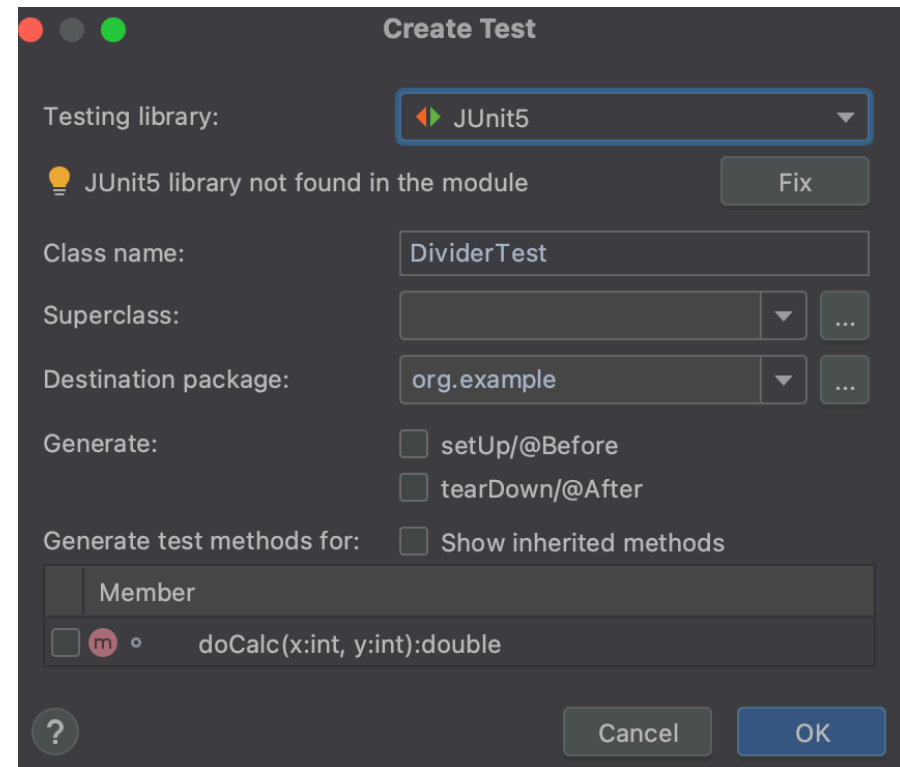 Create Test
Testing library:
JUnit5
JUnit5 library not found in the module
Fix
Class name:
DividerTest
Superclass:
...
Destination package:
org.example
...
Generate:
setUp/@Before
tearDown/@After
Generate test methods for:
Show inherited methods
Member
m
doCalc(x:int, y:int):double
?
Cancel
OK